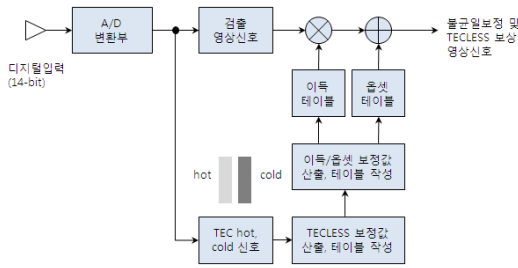 A/D
변환부
검출
영상신호
불균일보정 및
TECLESS 보상
영상신호
디지털입력
(14-bit)
이득
테이블
옵셋
테이블
hot
cold
이득/옵셋 보정값
산출, 테이블 작성
TEC hot,
cold 신호
TECLESS 보정값
산출, 테이블 작성